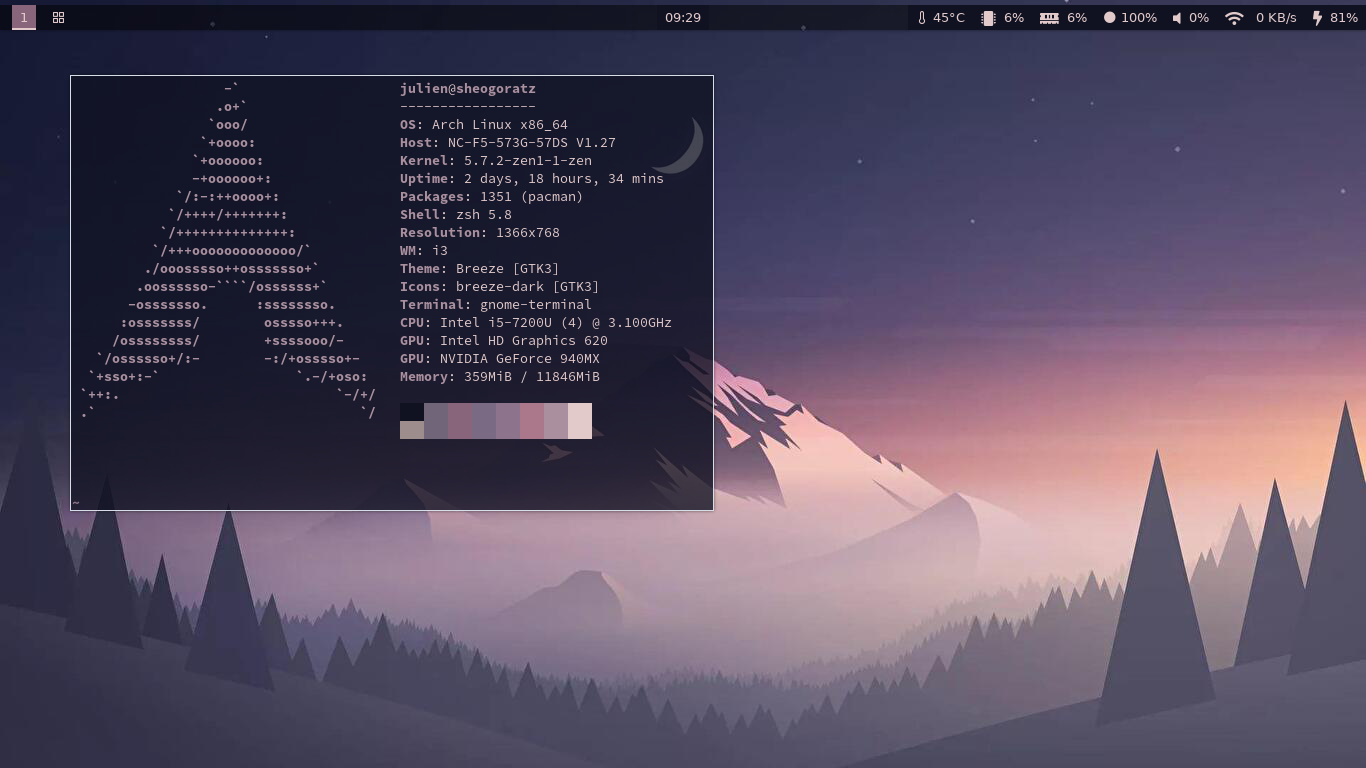 1 09:29 45°C 6% 6% 100% 0% 0 KB/s 81%
-`
.o+`
`ooo/
`+oooo:
`+oooooo:
-+oooooo+:
`/:-:++oooo+:
`/++++/+++++++:
`/++++++++++++++:
`/+++ooooooooooooo/`
./ooosssso++osssssso+`
.oossssso-````/ossssss+`
-osssssso.      :ssssssso.
:osssssss/        osssso+++.
/ossssssss/        +ssssooo/-
`/ossssso+/:-        -:/+osssso+-
`+sso+:-`                 `.-/+oso:
`++:.                           `-/+/
.`                                 `/
julien@sheogoratz
-----------------
OS: Arch Linux x86_64
Host: NC-F5-573G-57DS V1.27
Kernel: 5.7.2-zen1-1-zen
Uptime: 2 days, 18 hours, 34 mins
Packages: 1351 (pacman)
Shell: zsh 5.8
Resolution: 1366x768
WM: i3
Theme: Breeze [GTK3]
Icons: breeze-dark [GTK3]
Terminal: gnome-terminal
CPU: Intel i5-7200U (4) @ 3.100GHz
GPU: Intel HD Graphics 620
GPU: NVIDIA GeForce 940MX
Memory: 359MiB / 11846MiB
~